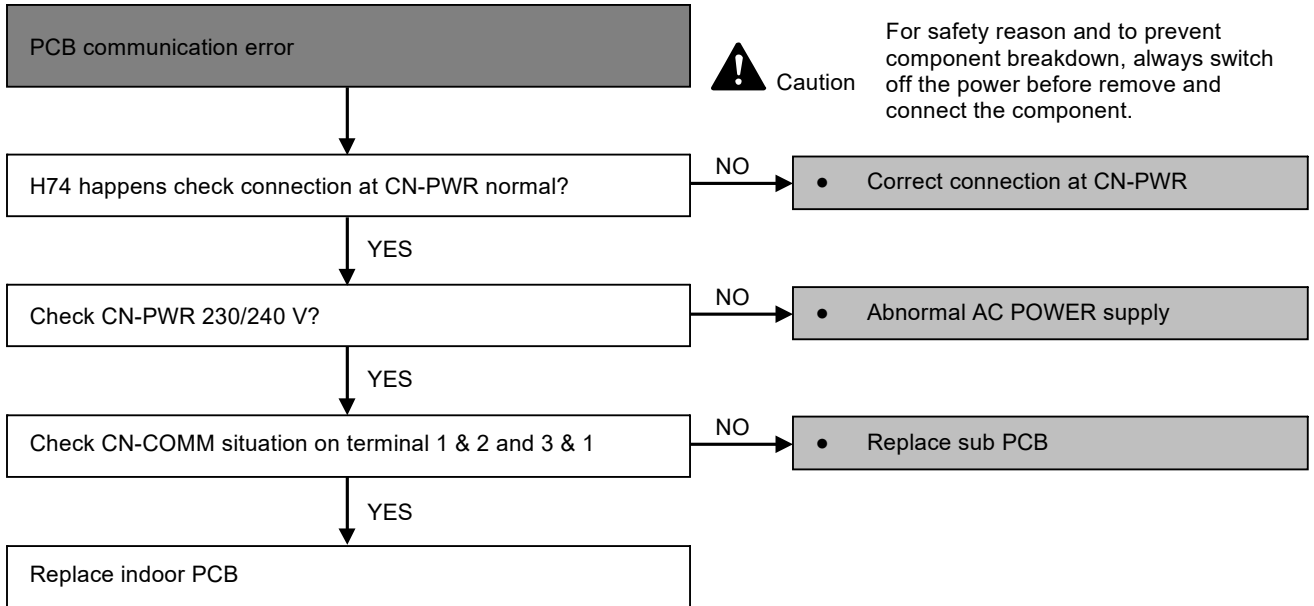 PCB communication error
Caution
For safety reason and to prevent
component breakdown, always switch
off the power before remove and
connect the component.
H74 happens check connection at CN-PWR normal?
NO
● Correct connection at CN-PWR
YES
Check CN-PWR 230/240 V?
NO
● Abnormal AC POWER supply
YES
Check CN-COMM situation on terminal 1 & 2 and 3 & 1
NO
● Replace sub PCB
YES
Replace indoor PCB